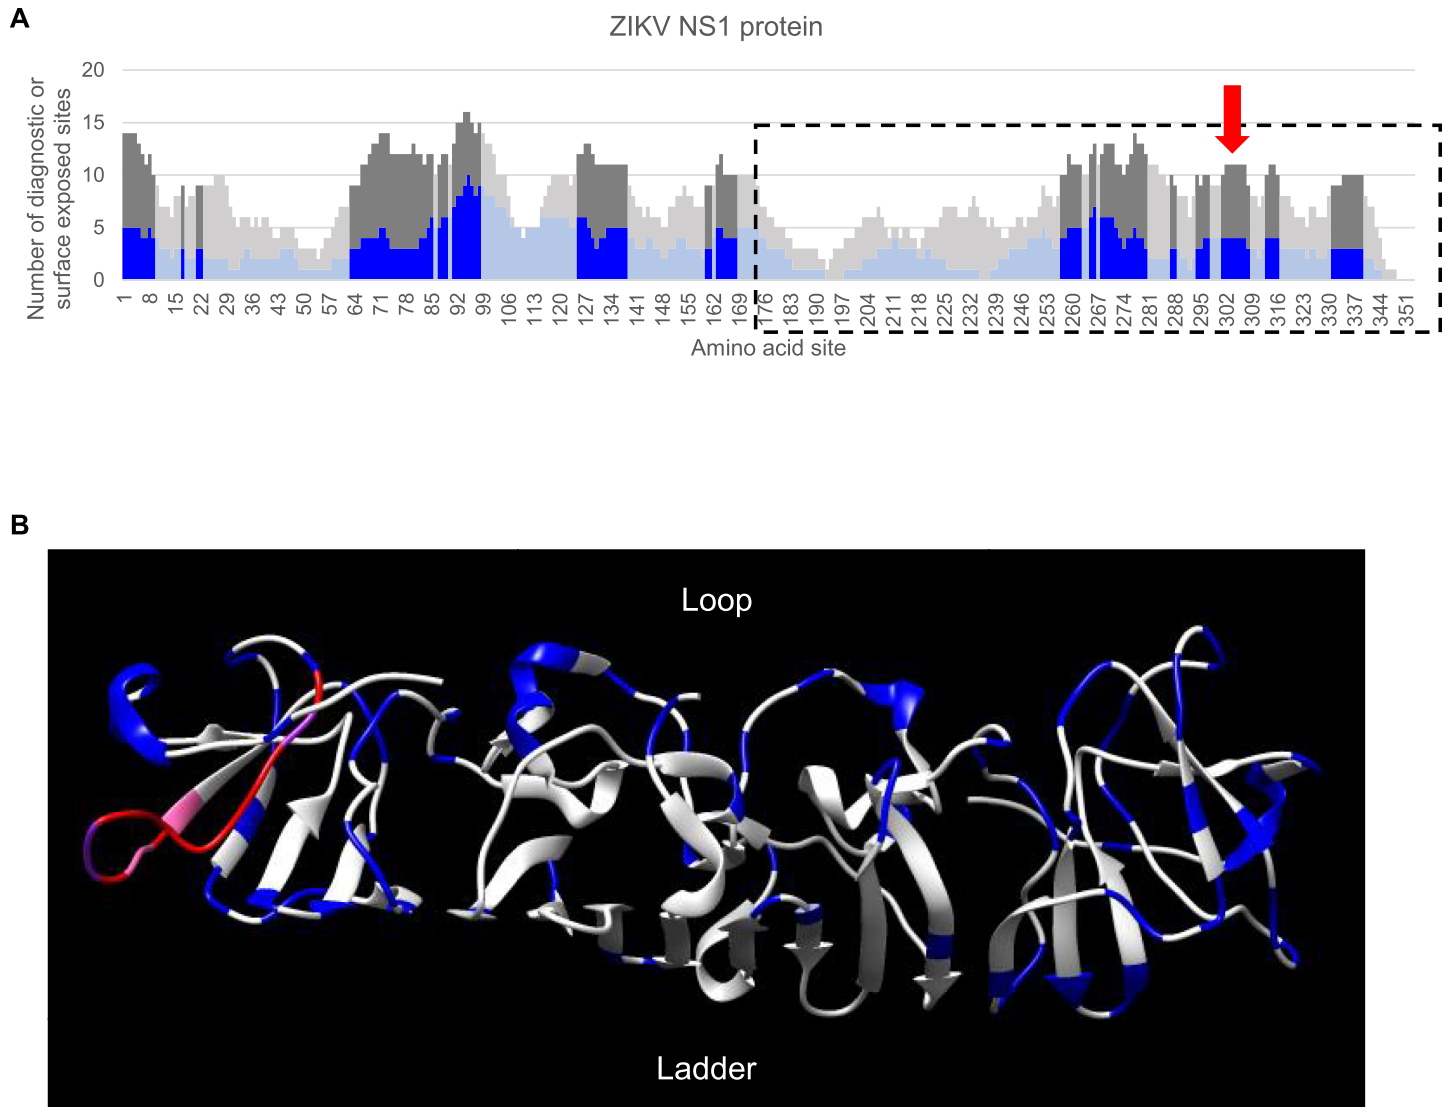 A
ZIKV NS1 protein
Number of diagnostic or
surface exposed sites
20
15
10
5
0
1 8 15 22 29 36 43 50 57 64 71 78 85 92 99 106 113 120 127 134 141 148 155 162 169 176 183 190 197 204 211 218 225 232 239 246 253 260 267 274 281 288 295 302 309 316 323 330 337 344 351
Amino acid site
B
Loop
Ladder